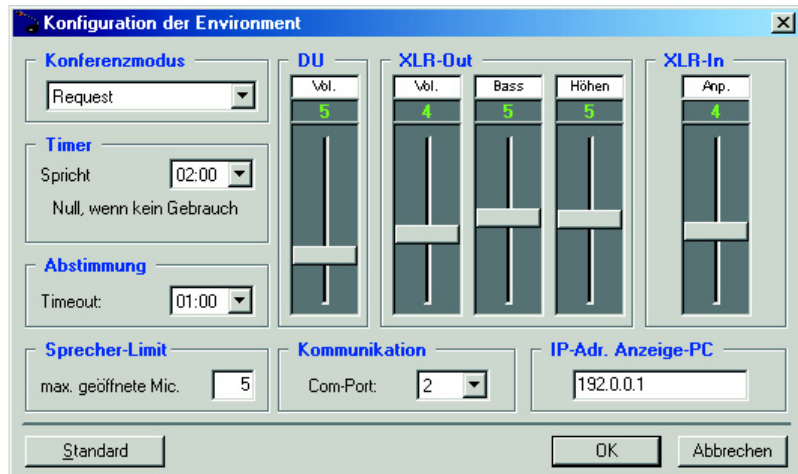 Konfiguration der Environment
Konferenzmodus
Request
Timer
Spricht 02:00
Null, wenn kein Gebrauch
Abstimmung
Timeout: 01:00
DU
Vol.
5
XLR-Out
Vol. Bass Höhen
4 5 5
XLR-In
Anp.
4
Sprecher-Limit
max. geöffnete Mic. 5
Kommunikation
Com-Port: 2
IP-Adr. Anzeige-PC
192.0.0.1
Standard OK Abbrechen